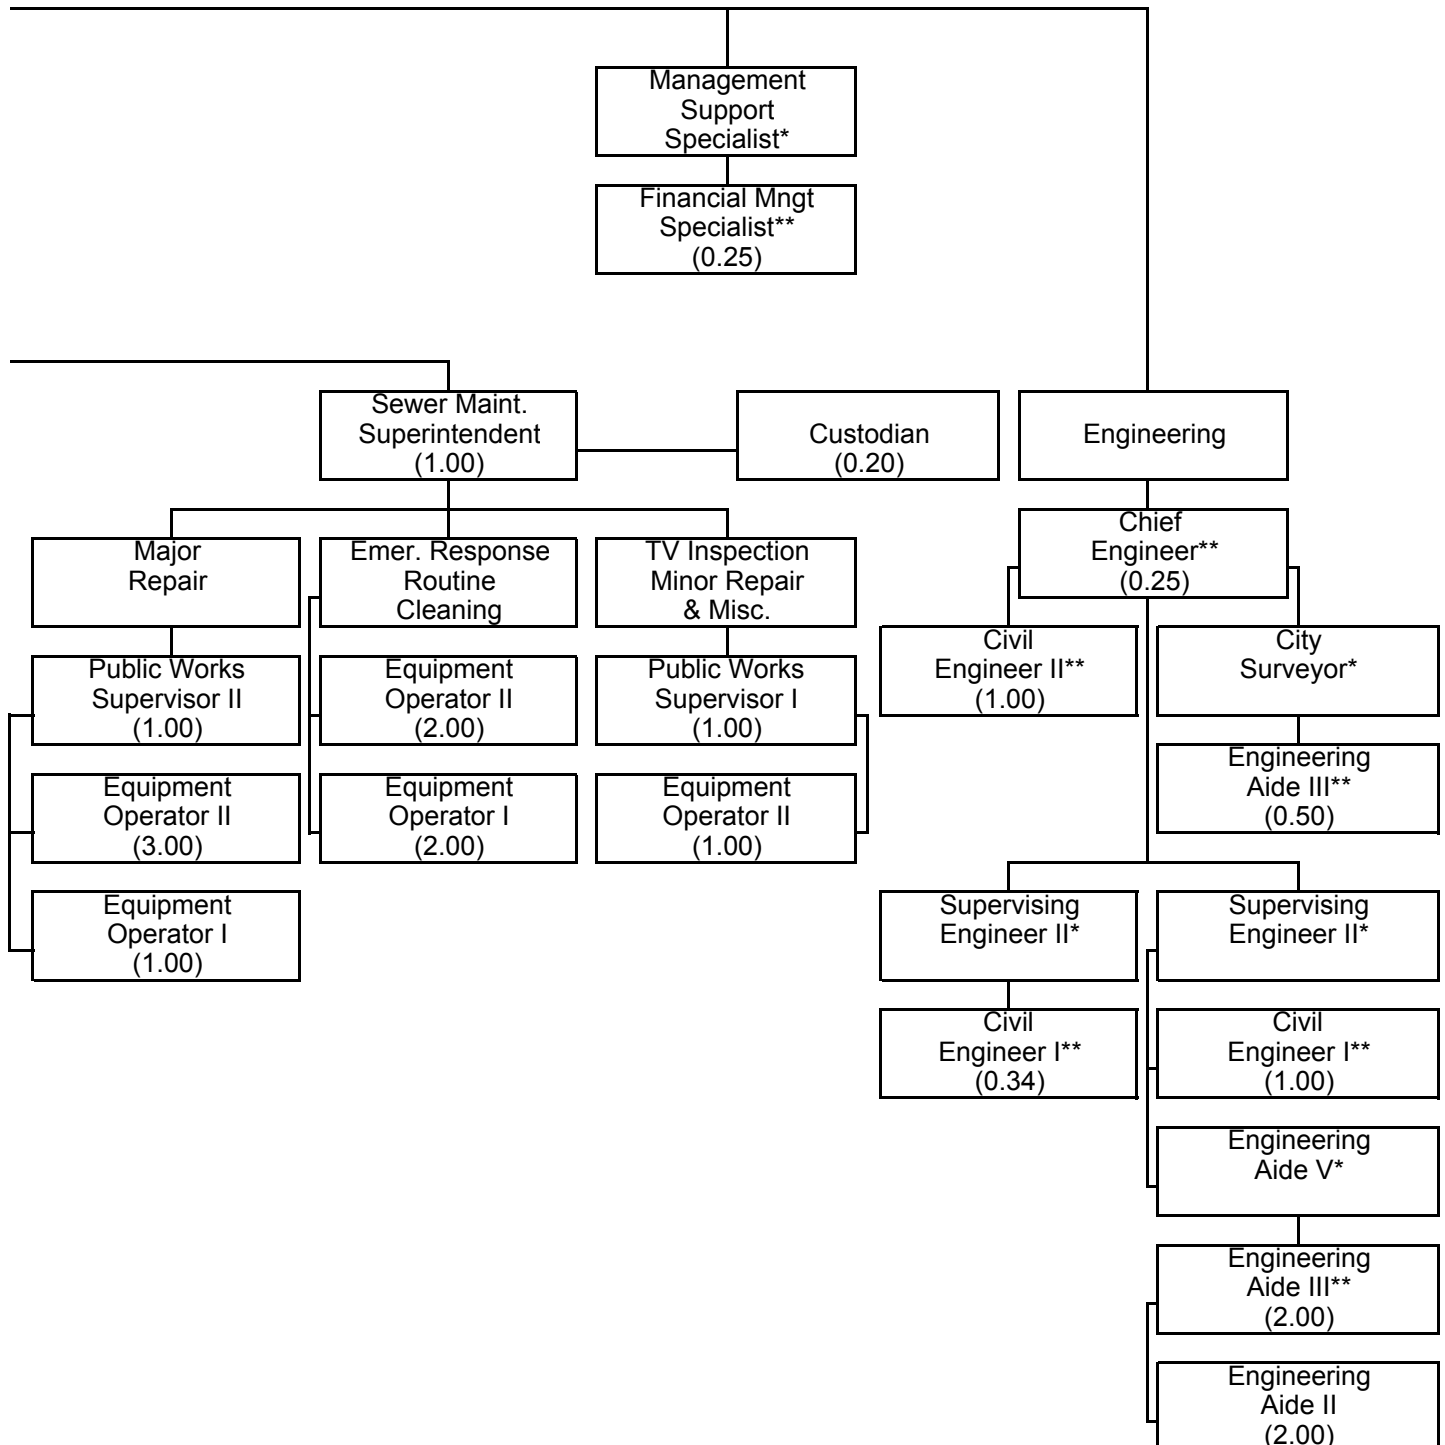 Management
Support
Specialist*
Financial Mngt
Specialist**
(0.25)
Sewer Maint.
Superintendent
(1.00)
Custodian
(0.20)
Engineering
Major
Repair
Emer. Response
Routine
Cleaning
TV Inspection
Minor Repair
& Misc.
Chief
Engineer**
(0.25)
Public Works
Supervisor II
(1.00)
Equipment
Operator II
(2.00)
Public Works
Supervisor I
(1.00)
Civil
Engineer II**
(1.00)
City
Surveyor*
Equipment
Operator II
(3.00)
Equipment
Operator I
(2.00)
Equipment
Operator II
(1.00)
Engineering
Aide III**
(0.50)
Equipment
Operator I
(1.00)
Supervising
Engineer II*
Supervising
Engineer II*
Civil
Engineer I**
(0.34)
Civil
Engineer I**
(1.00)
Engineering
Aide V*
Engineering
Aide III**
(2.00)
Engineering
Aide II
(2.00)